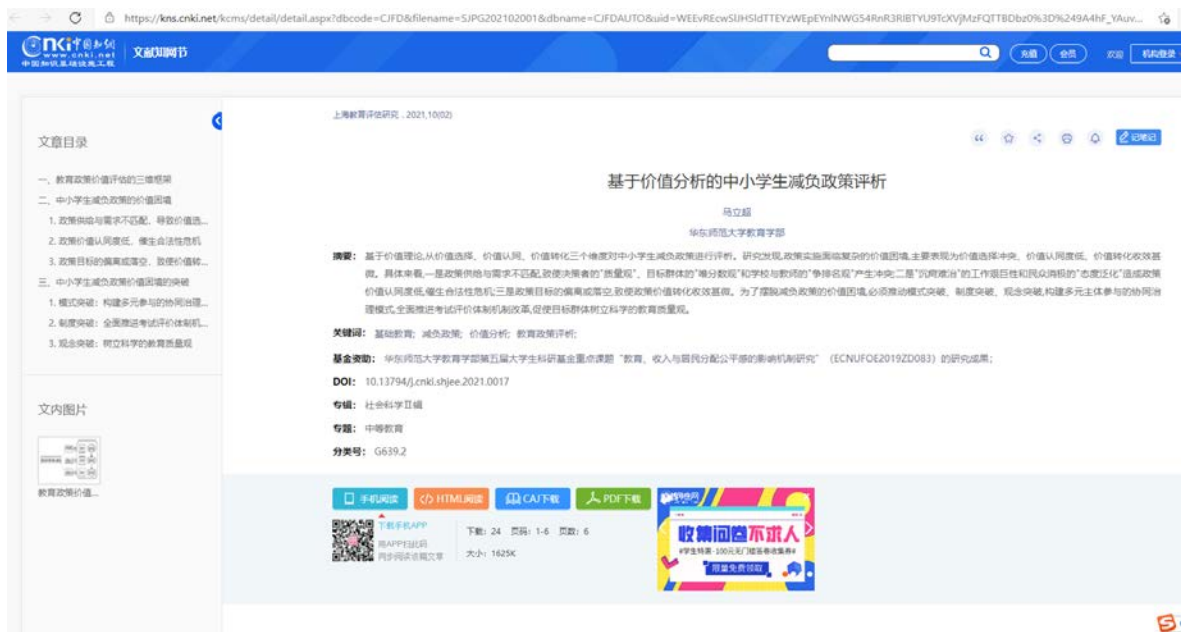 https://kns.cnki.net/kcms/detail/detail.aspx?dbcode=CJFD&filename=SJPG202102001&dbname=CJFDAUTO&uid=
Cnki中国知网
www.cnki.net
中国知识基础设施工程
文献知网节
充值
会员
欢迎
机构登录
文章目录
一、教育政策价值评估的三维框架
二、中小学生减负政策的价值困境
1. 政策供给与需求不匹配，导致价值选...
2. 政策价值认同度低，催生合法性危机
3. 政策目标的偏离或落空，致使价值转...
三、中小学生减负政策价值困境的突破
1. 模式突破：构建多元参与的协同治理...
2. 制度突破：全面推进考试评价体制机...
3. 观念突破：树立科学的教育质量观
文内图片
教育政策价值...
上海教育评估研究 . 2021,10(02)
记笔记
基于价值分析的中小学生减负政策评析
马立超
华东师范大学教育学部
摘要： 基于价值理论,从价值选择、价值认同、价值转化三个维度对中小学生减负政策进行评析。研究发现,政策实施面临复杂的价值困境,主要表现为价值选择冲突、价值认同度低、价值转化收效甚
微。具体来看,一是政策供给与需求不匹配,致使决策者的"质量观"、目标群体的"唯分数观"和学校与教师的"争排名观"产生冲突;二是"沉疴难治"的工作艰巨性和民众消极的"态度泛化"造成政策
价值认同度低,催生合法性危机;三是政策目标的偏离或落空,致使政策价值转化收效甚微。为了摆脱减负政策的价值困境,必须推动模式突破、制度突破、观念突破,构建多元主体参与的协同治
理模式,全面推进考试评价体制机制改革,促使目标群体树立科学的教育质量观。
关键词： 基础教育; 减负政策; 价值分析; 教育政策评析;
基金资助： 华东师范大学教育学部第五届大学生科研基金重点课题"教育、收入与居民分配公平感的影响机制研究"（ECNUFOE2019ZD083）的研究成果;
DOI： 10.13794/j.cnki.shjee.2021.0017
专辑： 社会科学Ⅱ辑
专题： 中等教育
分类号： G639.2
手机阅读
HTML阅读
CAJ下载
PDF下载
下载手机APP
用APP扫此码
同步阅读该篇文章
下载：24 页码：1-6 页数：6
大小：1625K
收集问卷不求人
#学生特惠·100元无门槛答卷收集券#
限量免费领取